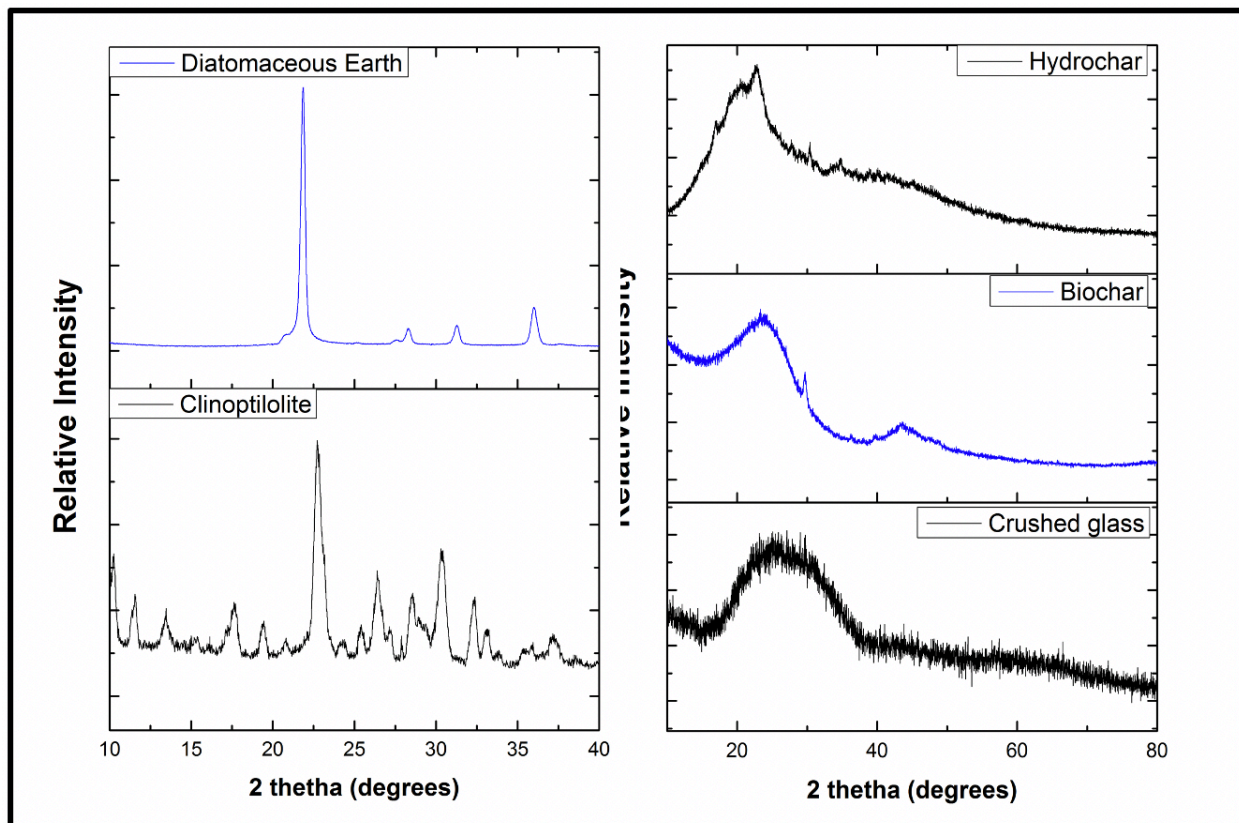 Diatomaceous Earth
Clinoptilolite
Relative Intensity
10 15 20 25 30 35 40
2 thetha (degrees)
Hydrochar
Biochar
Crushed glass
20 40 60 80
2 thetha (degrees)